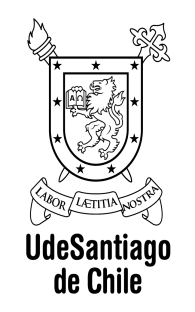 LABOR LÆTITIA NOSTRA
UdeSantiago
de Chile